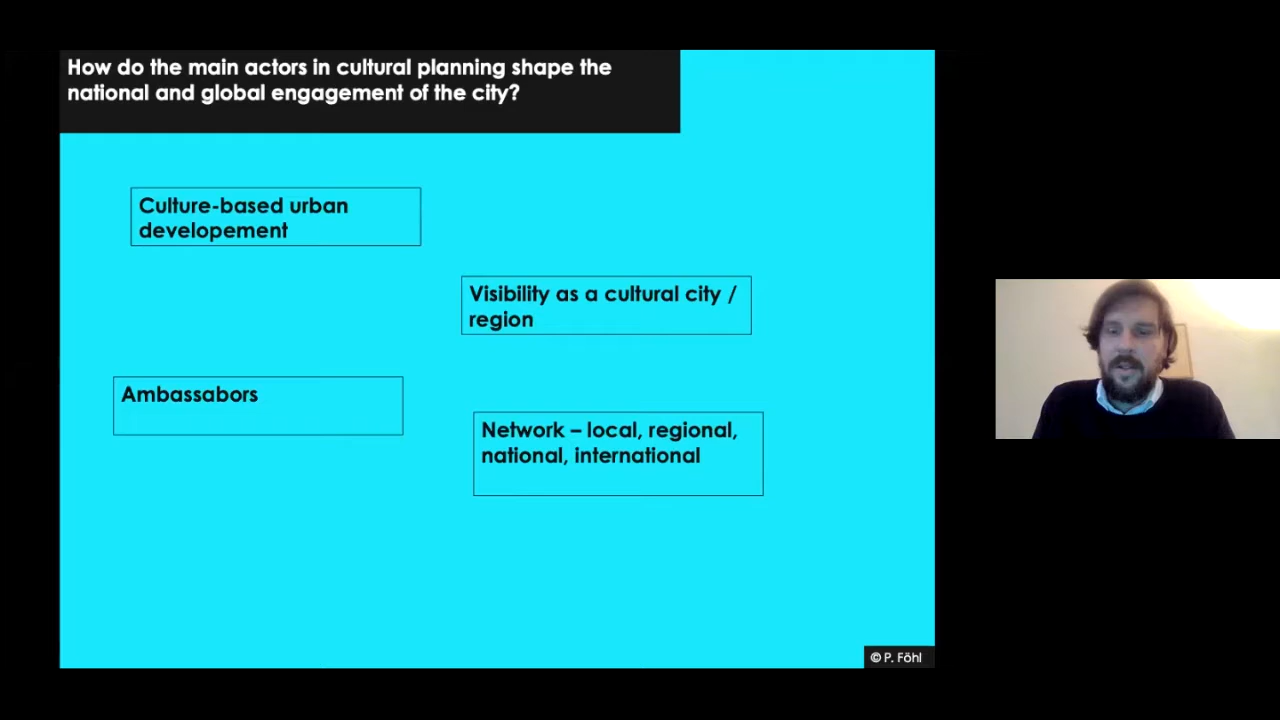 How do the main actors in cultural planning shape the
national and global engagement of the city?
Culture-based urban
developement
Visibility as a cultural city /
region
Ambassabors
Network – local, regional,
national, international
© P. Föhl